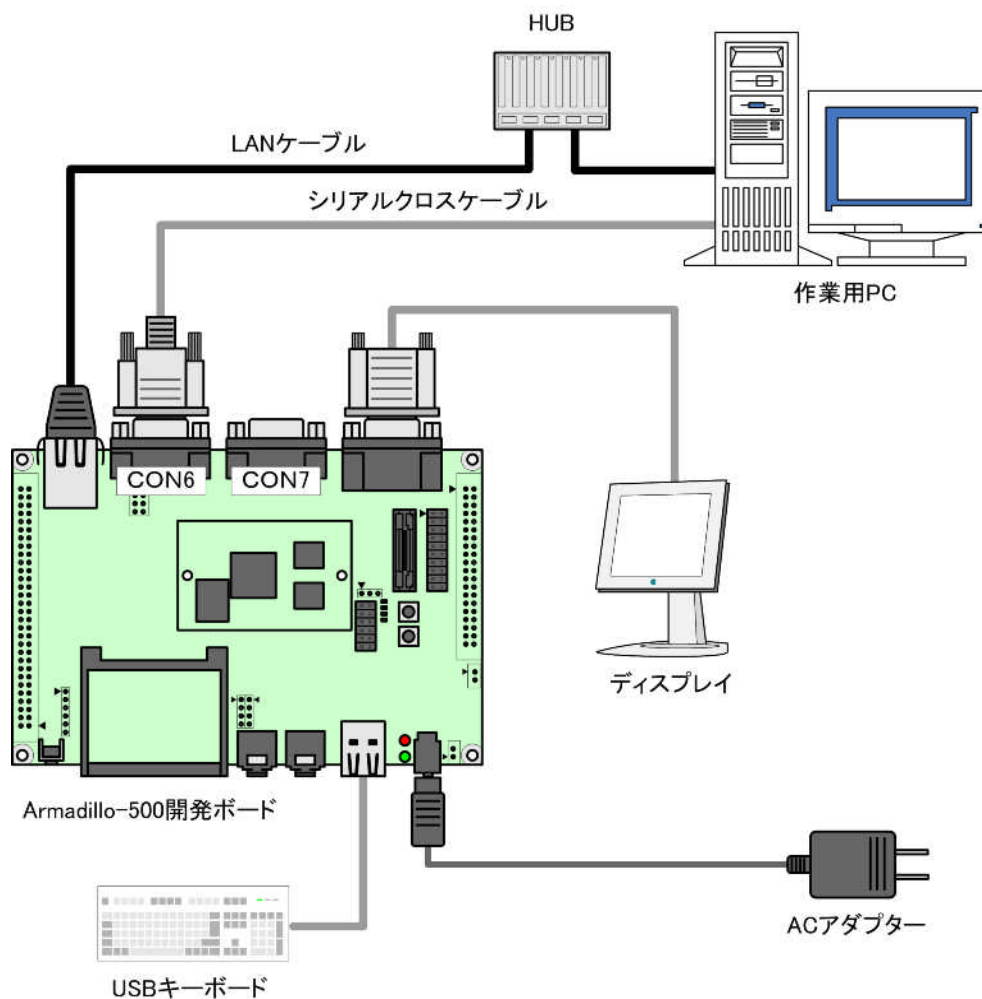 HUB
LANケーブル
シリアルクロスケーブル
作業用PC
CON6
CON7
ディスプレイ
Armadillo-500開発ボード
ACアダプター
USBキーボード